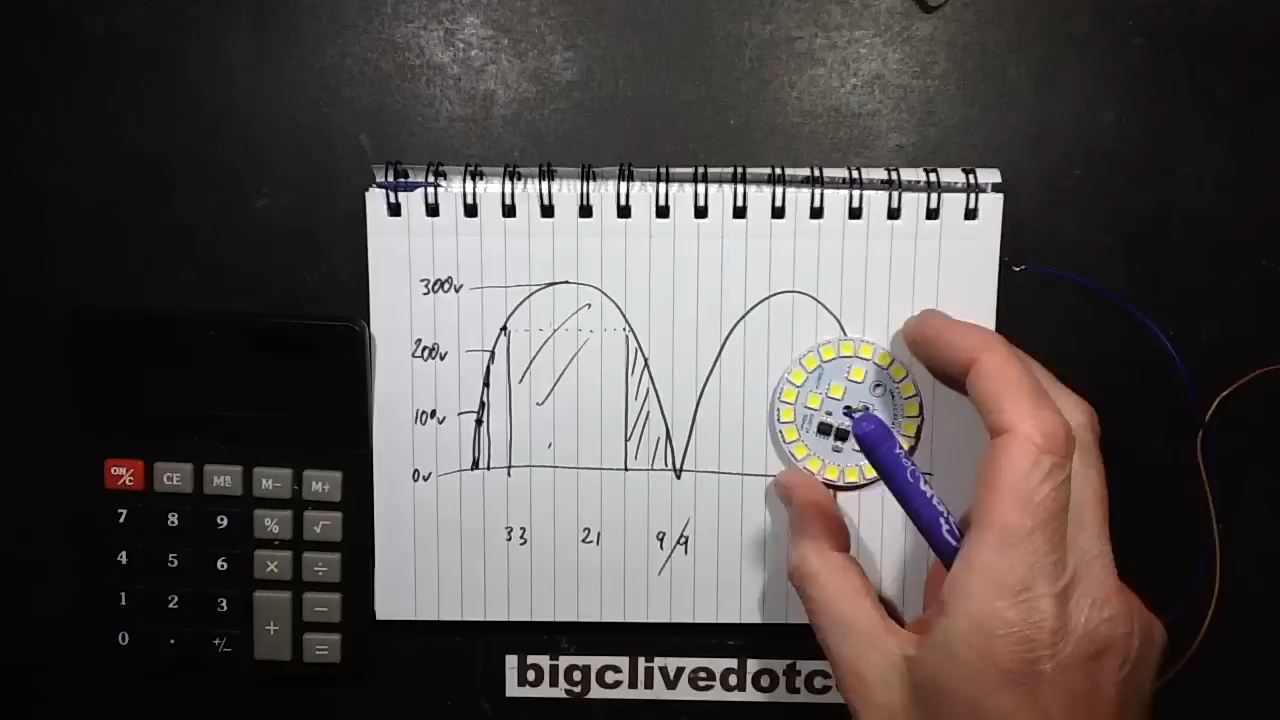 300v
200v
100v
0v
33 21 9/9
ON/C CE M– M+
7 8 9 % √
4 5 6 × ÷
1 2 3 + −
0 · +/− =
bigclivedotc